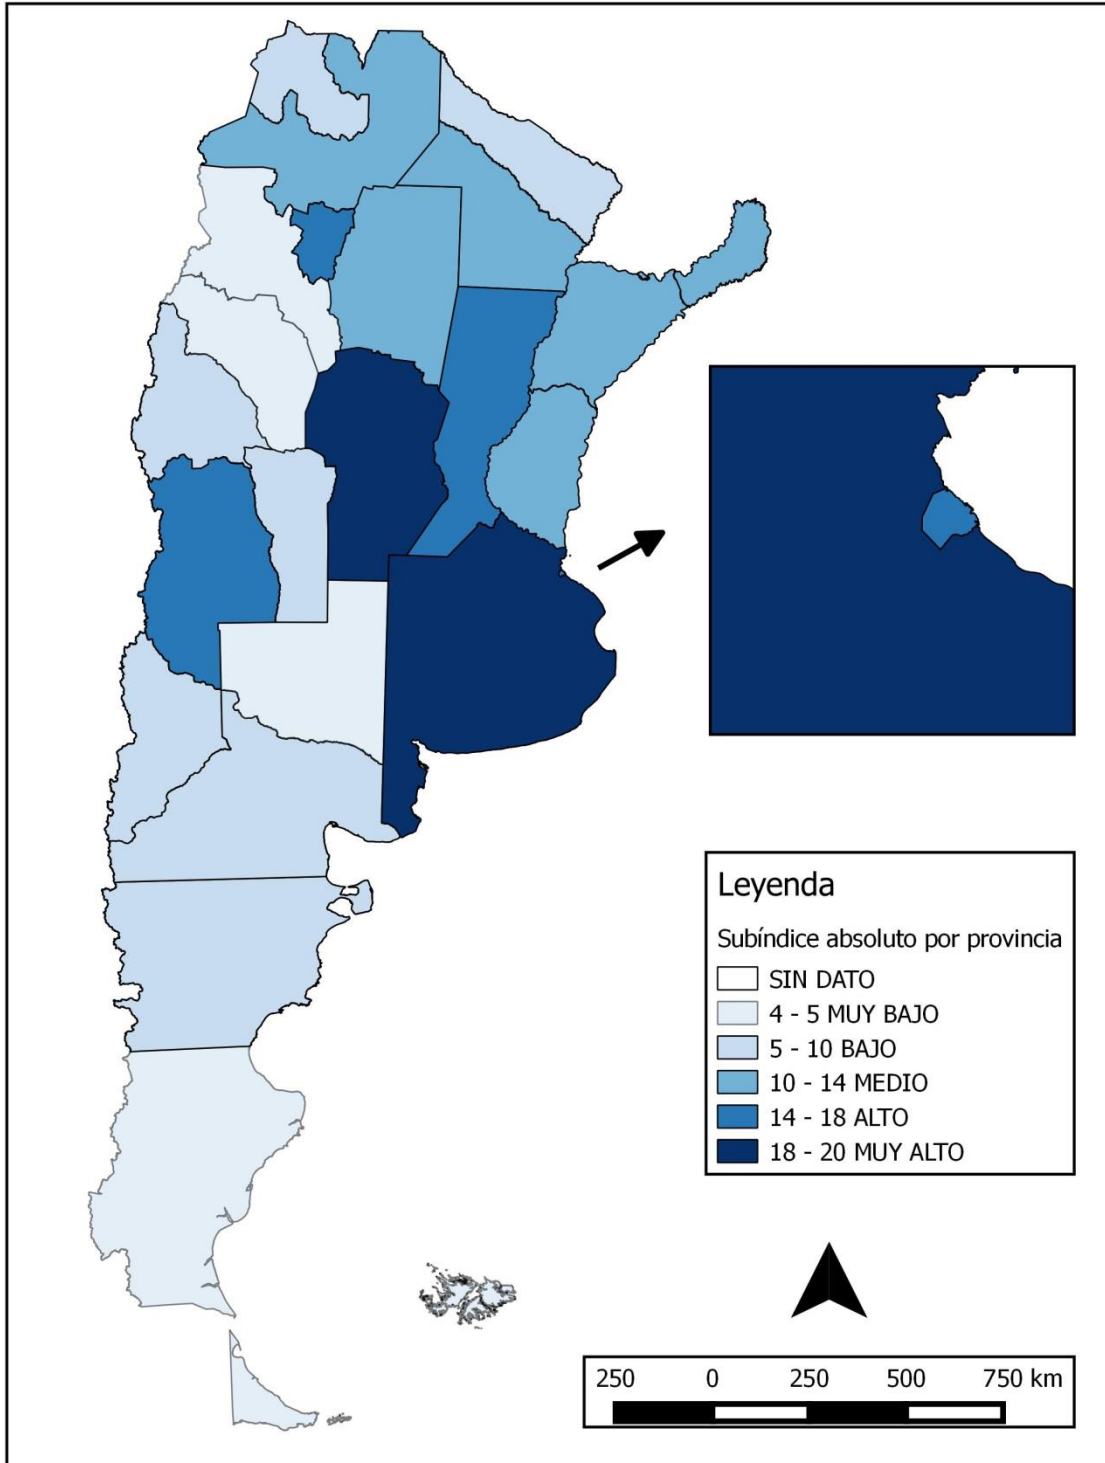 Leyenda
Subíndice absoluto por provincia
SIN DATO
4 - 5 MUY BAJO
5 - 10 BAJO
10 - 14 MEDIO
14 - 18 ALTO
18 - 20 MUY ALTO
250 0 250 500 750 km